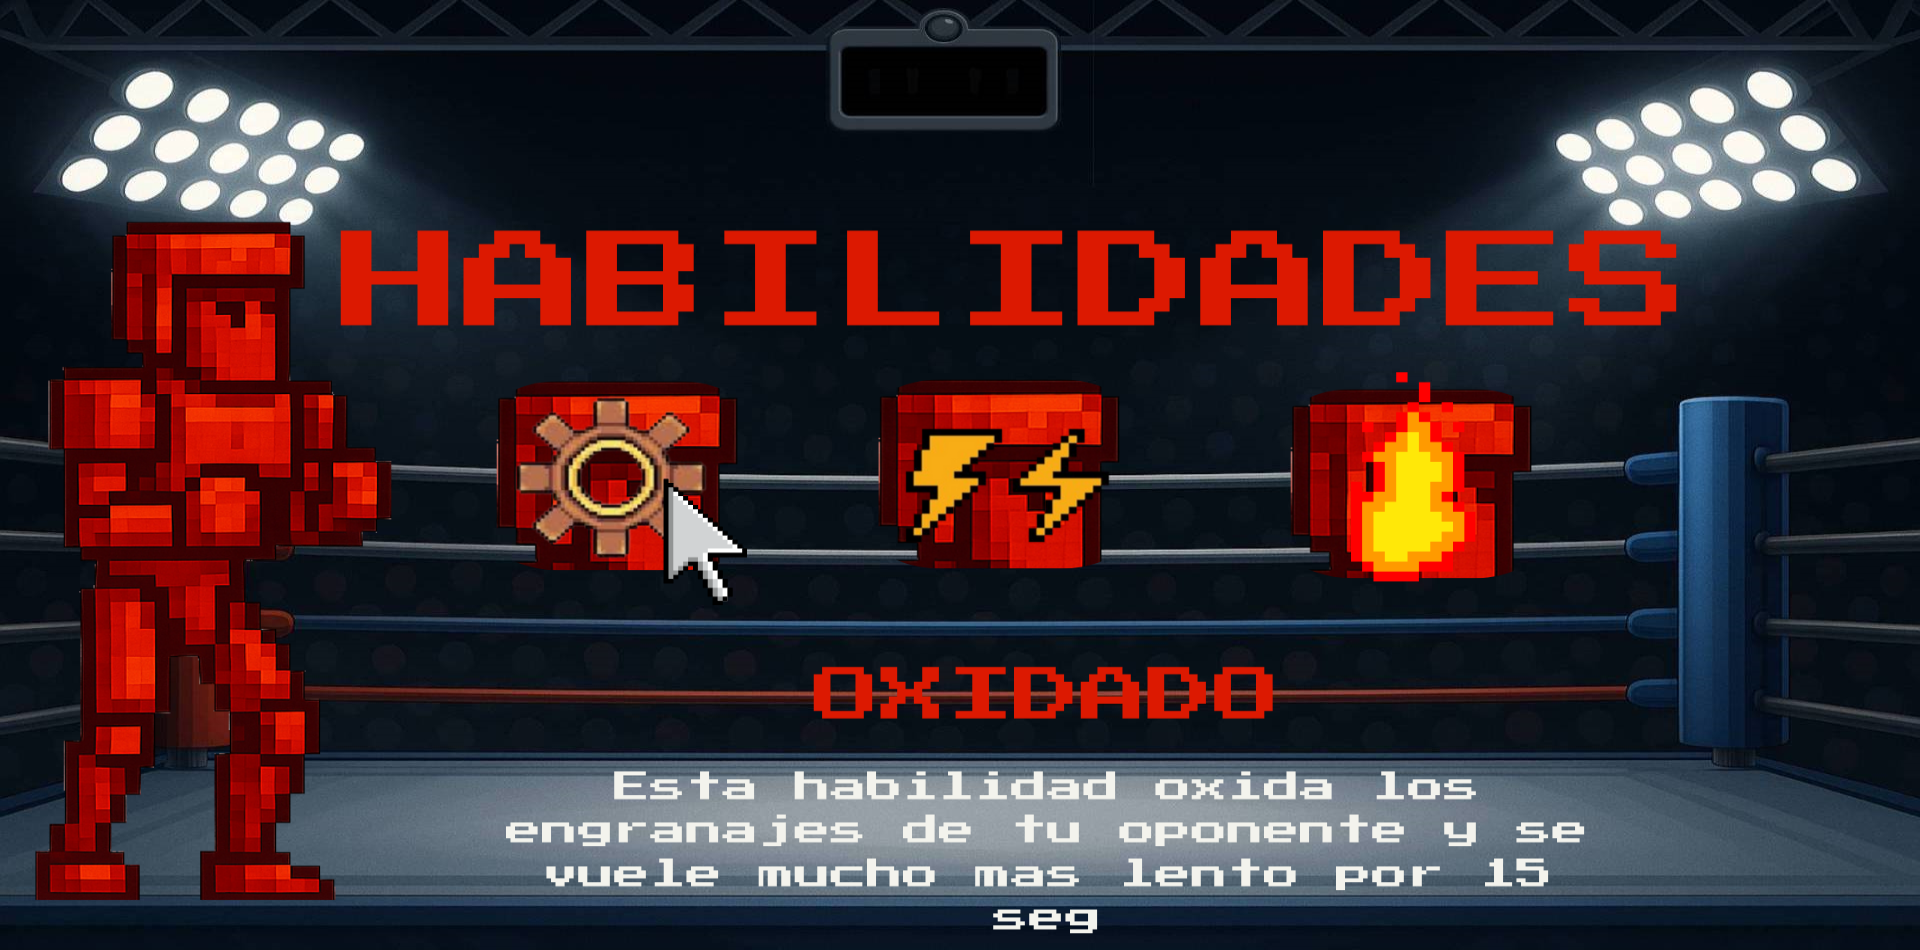 HABILIDADES
OXIDADO
Esta habilidad oxida los
engranajes de tu oponente y se
vuele mucho mas lento por 15
seg